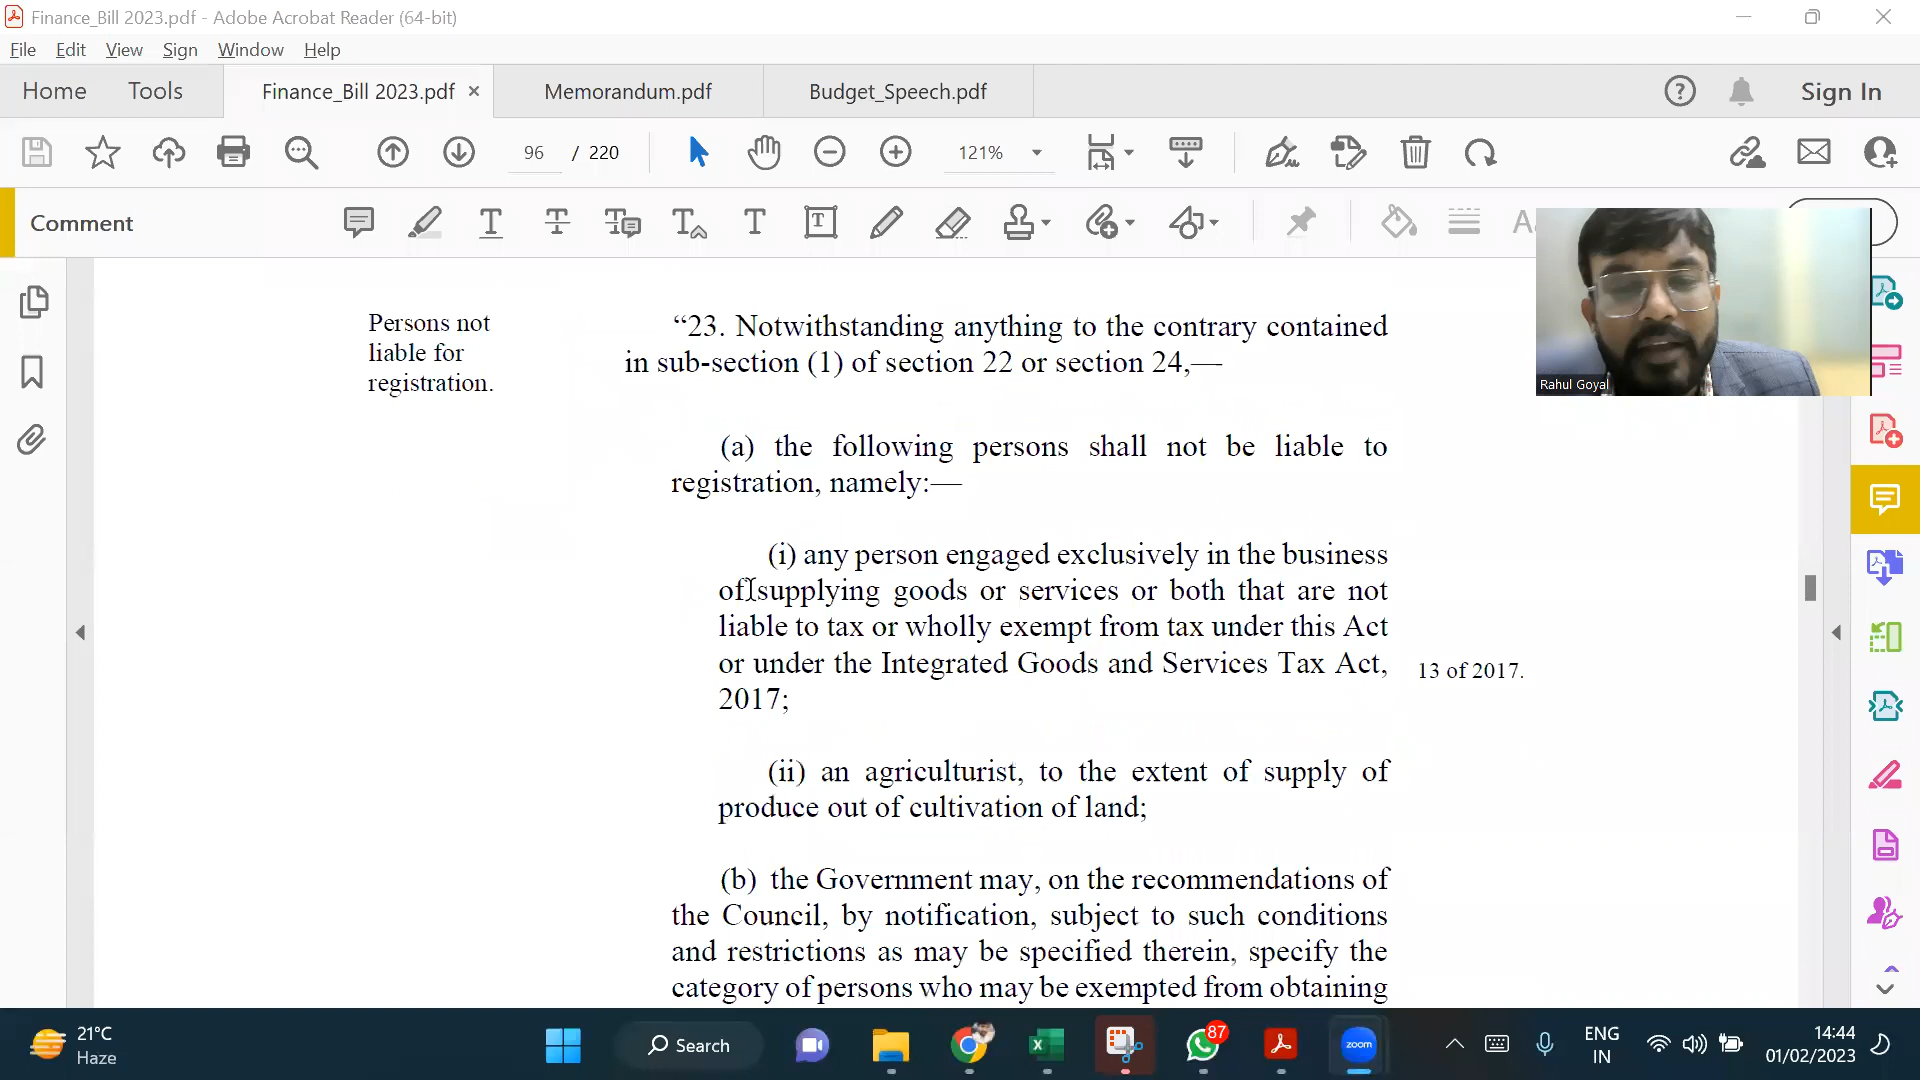 Finance_Bill 2023.pdf - Adobe Acrobat Reader (64-bit)
File Edit View Sign Window Help
Home Tools Finance_Bill 2023.pdf × Memorandum.pdf Budget_Speech.pdf Sign In
96 / 220 121%
Comment
Rahul Goyal
Persons not
liable for
registration.
“23. Notwithstanding anything to the contrary contained
in sub-section (1) of section 22 or section 24,—
(a) the following persons shall not be liable to
registration, namely:—
(i) any person engaged exclusively in the business
of supplying goods or services or both that are not
liable to tax or wholly exempt from tax under this Act
or under the Integrated Goods and Services Tax Act,
2017;
13 of 2017.
(ii) an agriculturist, to the extent of supply of
produce out of cultivation of land;
(b) the Government may, on the recommendations of
the Council, by notification, subject to such conditions
and restrictions as may be specified therein, specify the
category of persons who may be exempted from obtaining
21°C
Haze
Search
87
zoom
ENG
IN
14:44
01/02/2023